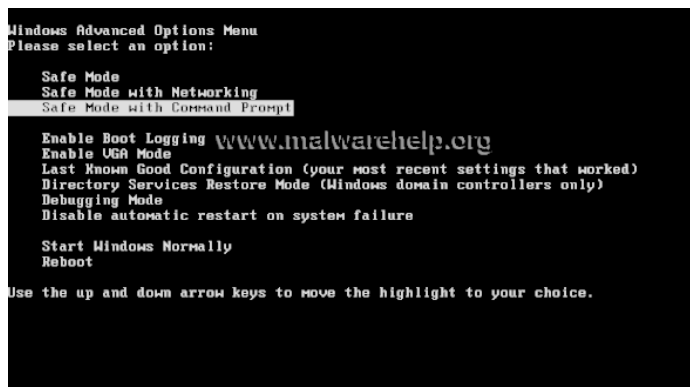 Windows Advanced Options Menu
Please select an option:
Safe Mode
Safe Mode with Networking
Safe Mode with Command Prompt
Enable Boot Logging
www.malwarehelp.org
Enable VGA Mode
Last Known Good Configuration (your most recent settings that worked)
Directory Services Restore Mode (Windows domain controllers only)
Debugging Mode
Disable automatic restart on system failure
Start Windows Normally
Reboot
Use the up and down arrow keys to move the highlight to your choice.